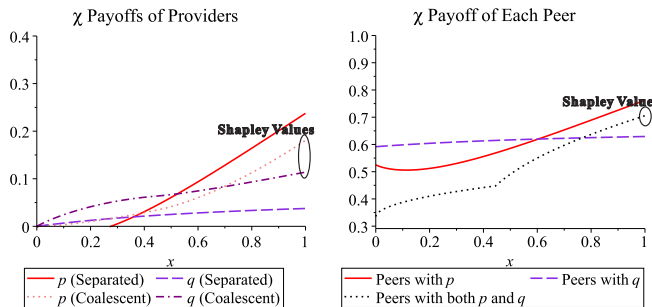 χ Payoffs of Providers
0.4
0.3
0.2
0.1
0
0
0.2
0.4
0.6
0.8
1
x
Shapley Values
p (Separated)
q (Separated)
p (Coalescent)
q (Coalescent)
χ Payoff of Each Peer
1.0
0.9
0.8
0.7
0.6
0.5
0.4
0.3
0
0.2
0.4
0.6
0.8
1
x
Shapley Value
Peers with p
Peers with q
Peers with both p and q